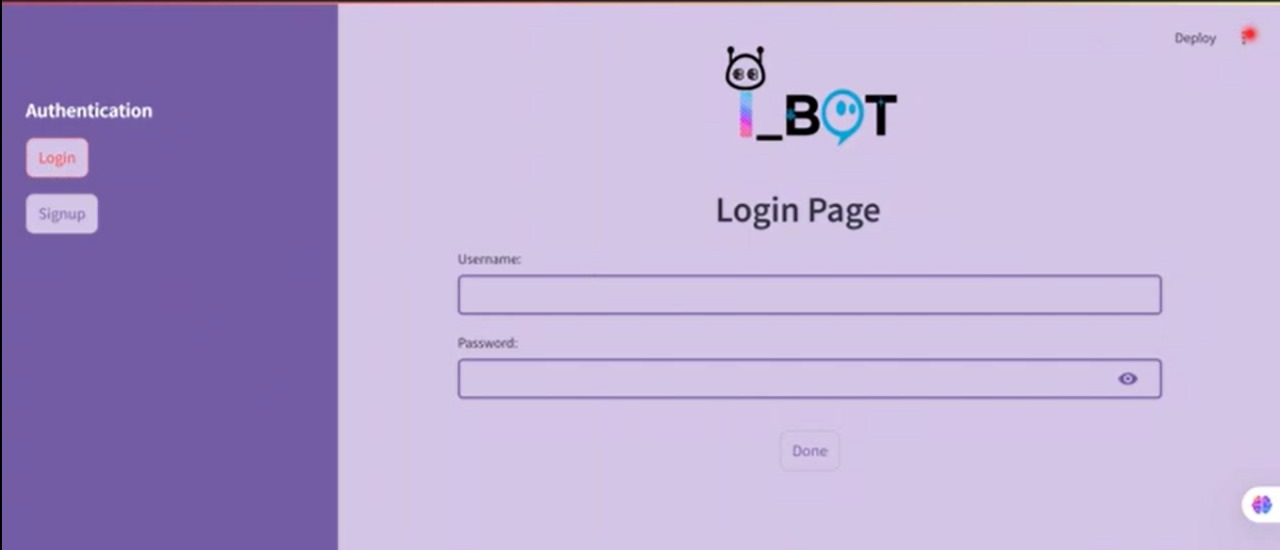 Deploy
Authentication
Login
Signup
I_BOT
Login Page
Username:
Password:
Done